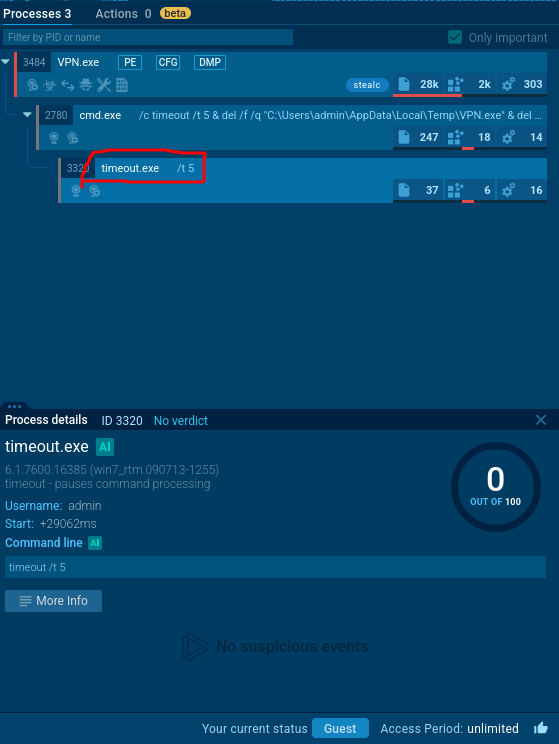 Processes 3 Actions 0 beta
Filter by PID or name Only important
3484 VPN.exe PE CFG DMP
stealc 28k 2k 303
2780 cmd.exe /c timeout /t 5 & del /f /q "C:\Users\admin\AppData\Local\Temp\VPN.exe" & del ...
247 18 14
3320 timeout.exe /t 5
37 6 16
Process details ID 3320 No verdict
timeout.exe AI
6.1.7600.16385 (win7_rtm.090713-1255)
timeout - pauses command processing
0
OUT OF 100
Username: admin
Start: +29062ms
Command line AI
timeout /t 5
More Info
No suspicious events
Your current status Guest Access Period: unlimited